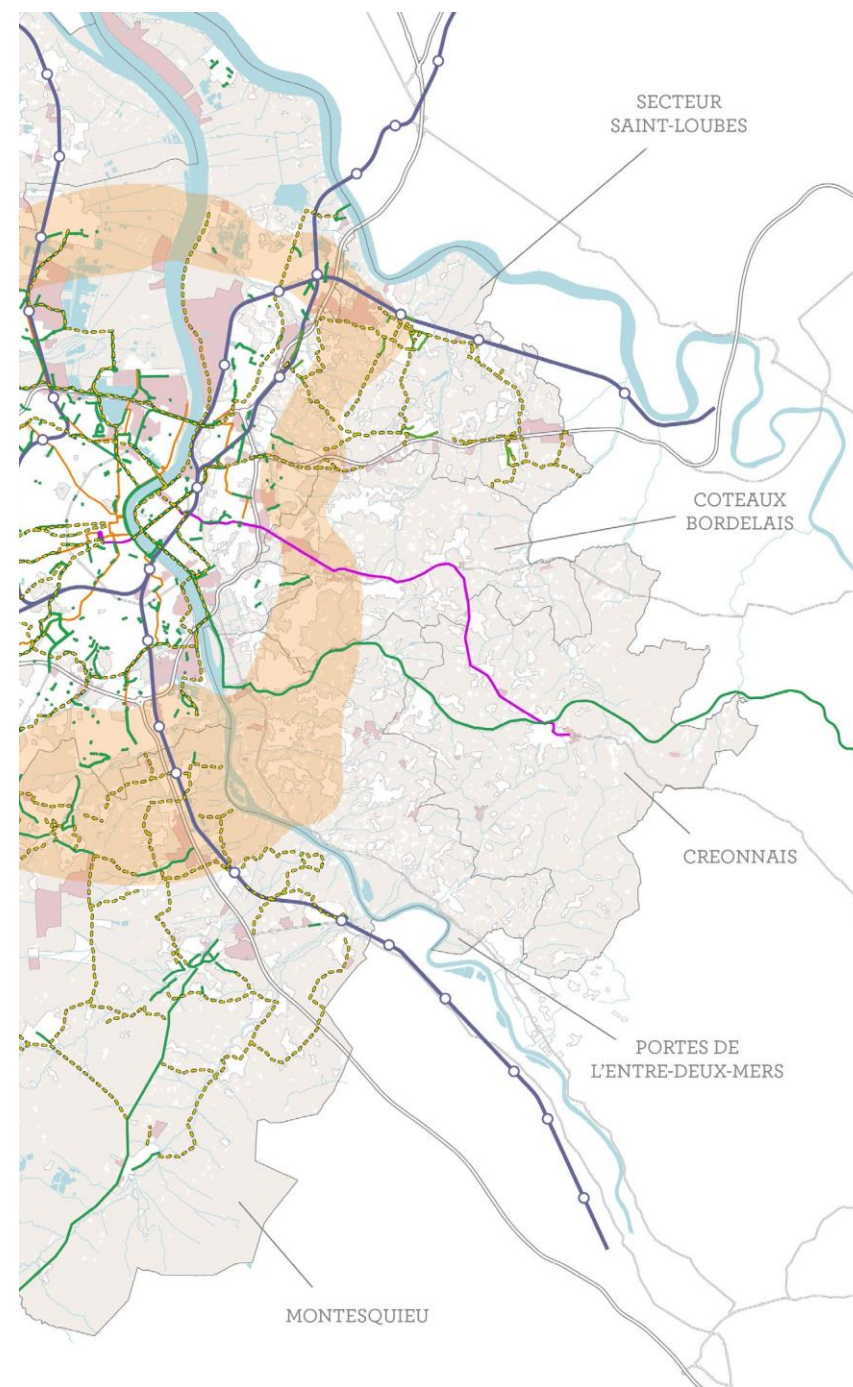 SECTEUR
SAINT-LOUBES
COTEAUX
BORDELAIS
CREONNAIS
PORTES DE
L'ENTRE-DEUX-MERS
MONTESQUIEU